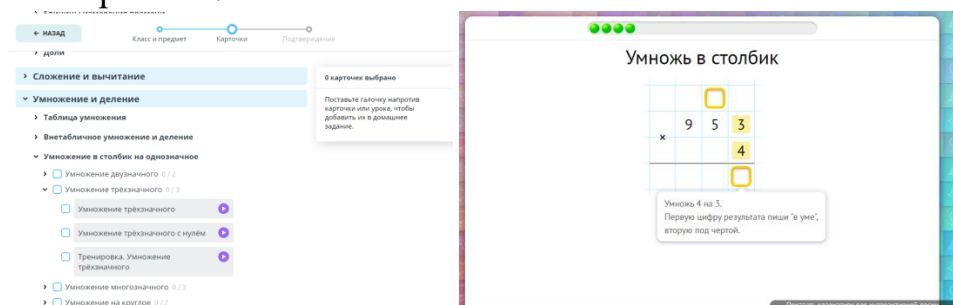 ← НАЗАД
Класс и предмет
Карточки
Подтверждение
› Доли
› Сложение и вычитание
Умножение и деление
› Таблица умножения
› Внетабличное умножение и деление
Умножение в столбик на однозначное
› Умножение двузначного 0 / 2
Умножение трёхзначного 0 / 3
Умножение трёхзначного
Умножение трёхзначного с нулём
Тренировка. Умножение
трёхзначного
› Умножение многозначного 0 / 3
› Умножение на круглое 0 / 2
0 карточек выбрано
Поставьте галочку напротив
карточки или урока, чтобы
добавить их в домашнее
задание.
Умножь в столбик
9 5 3
×
4
Умножь 4 на 3.
Первую цифру результата пиши "в уме",
вторую под чертой.